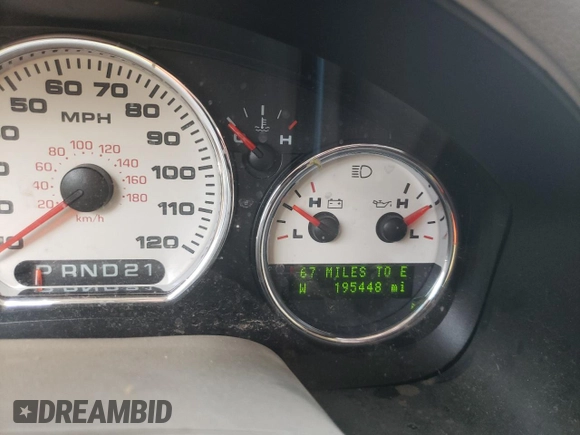 50 60 70 80 90 100 110 120
MPH
20 40 60 80 100 120 140 160 180
km/h
P R N D 2 1
C H
H L
H L
67 MILES TO E
W 195448 mi
DREAMBID